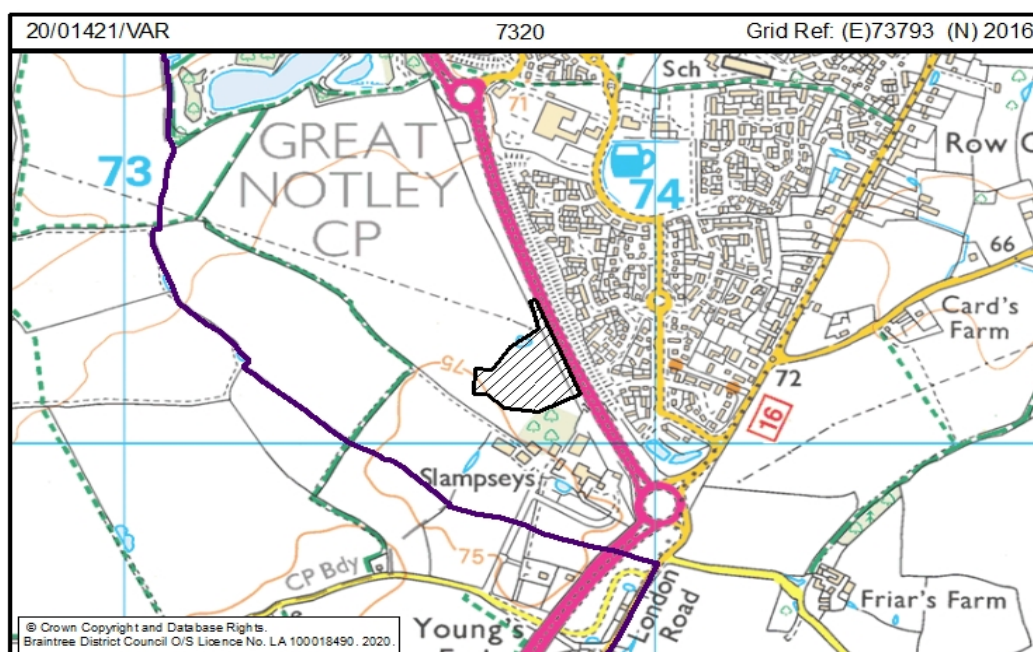 20/01421/VAR 7320 Grid Ref: (E)73793 (N) 2016
Sch
71
GREAT
NOTLEY
CP
73
74
Row
66
Card's
Farm
75
72
16
Slampseys
75
CP Bdy
Friar's Farm
London
Road
Young's
© Crown Copyright and Database Rights.
Braintree District Council O/S Licence No. LA 100018490. 2020.